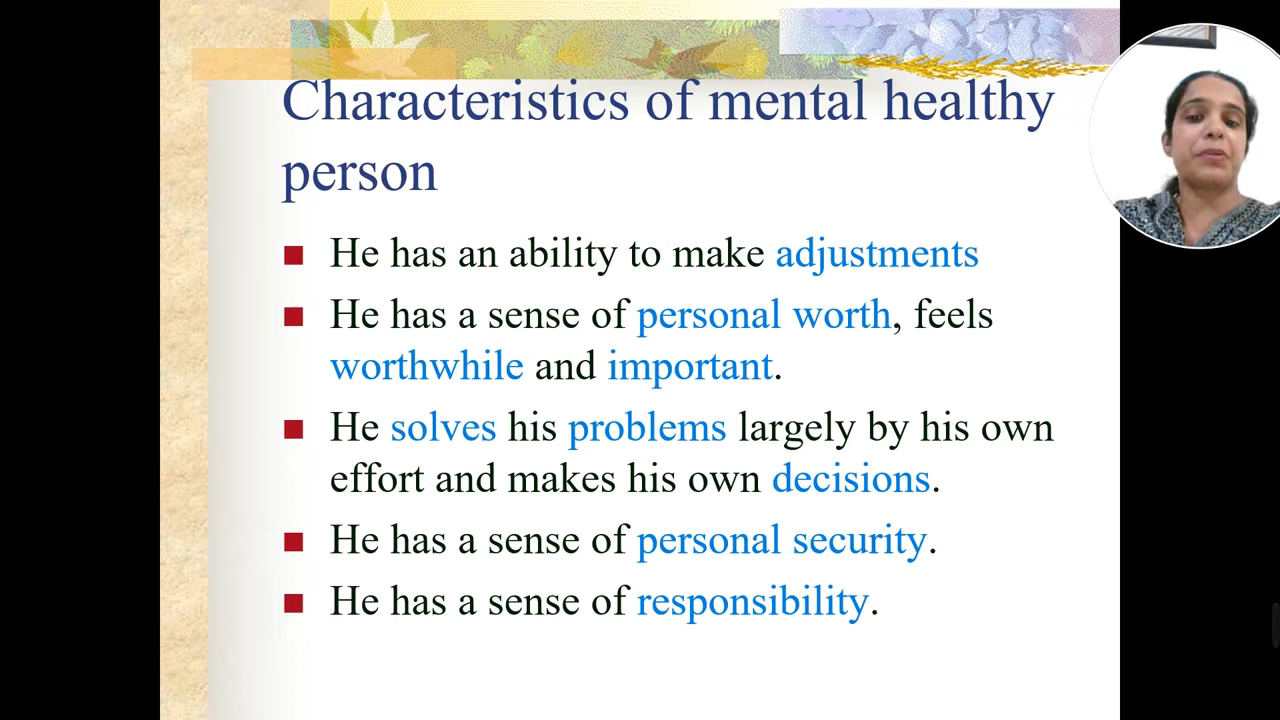 Characteristics of mental healthy
person
He has an ability to make adjustments
He has a sense of personal worth, feels
worthwhile and important.
He solves his problems largely by his own
effort and makes his own decisions.
He has a sense of personal security.
He has a sense of responsibility.